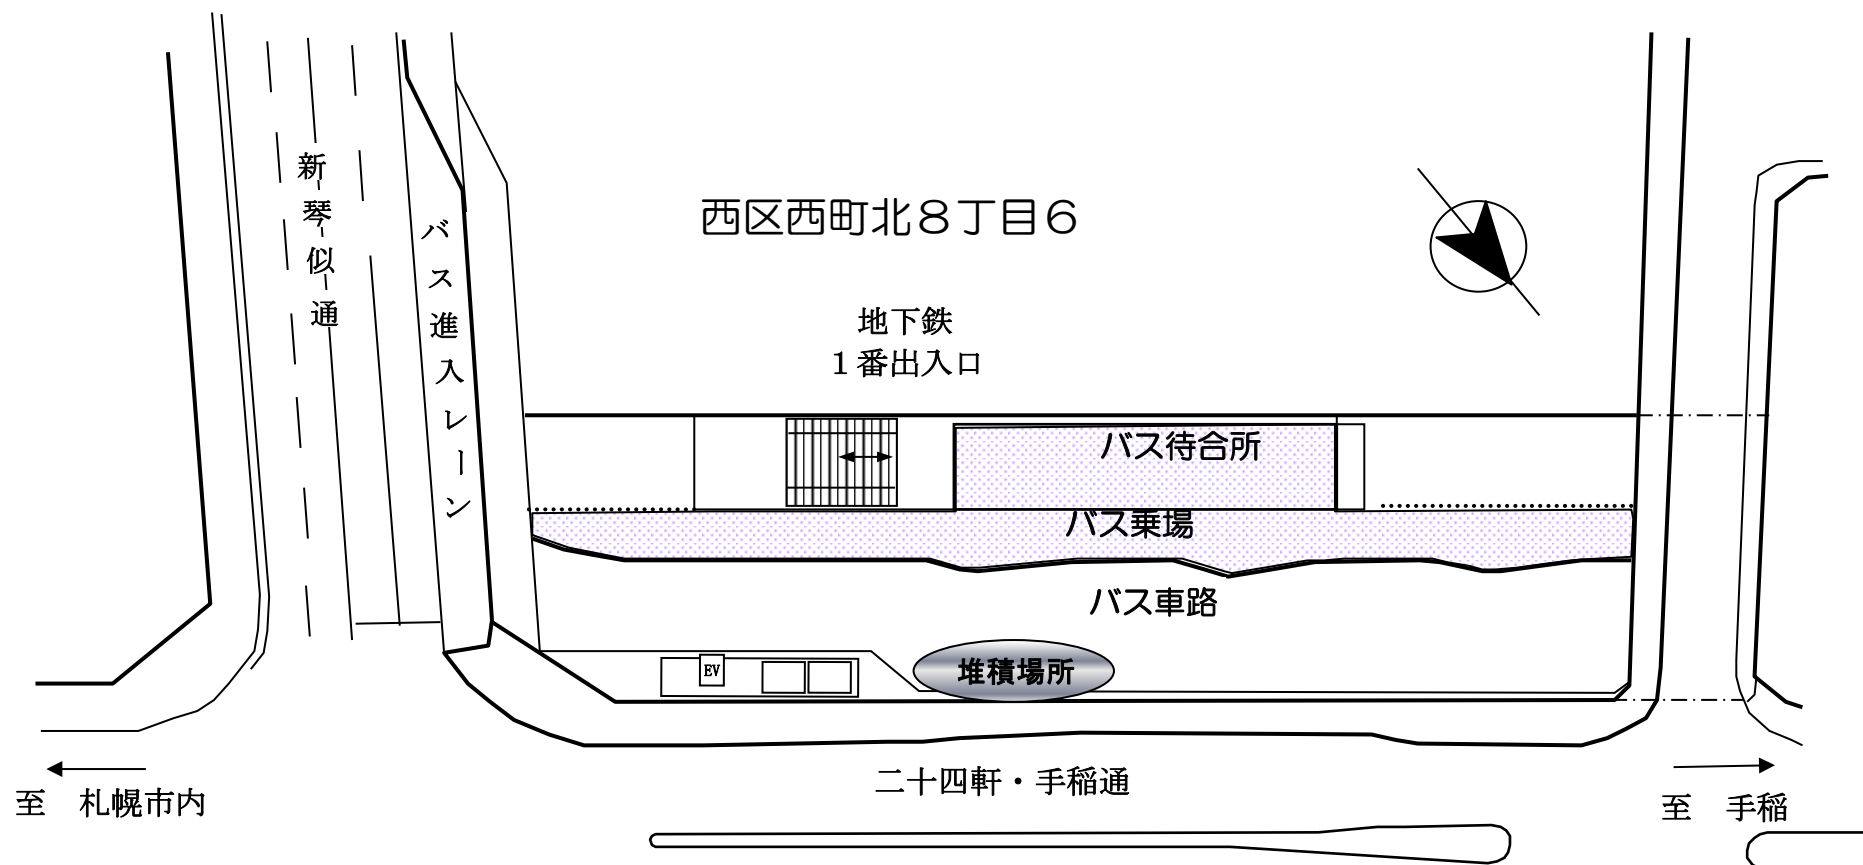 新琴似通
バス進入レーン
西区西町北８丁目６
地下鉄
１番出入口
バス待合所
バス乗場
バス車路
EV
堆積場所
二十四軒・手稲通
至　札幌市内
至　手稲